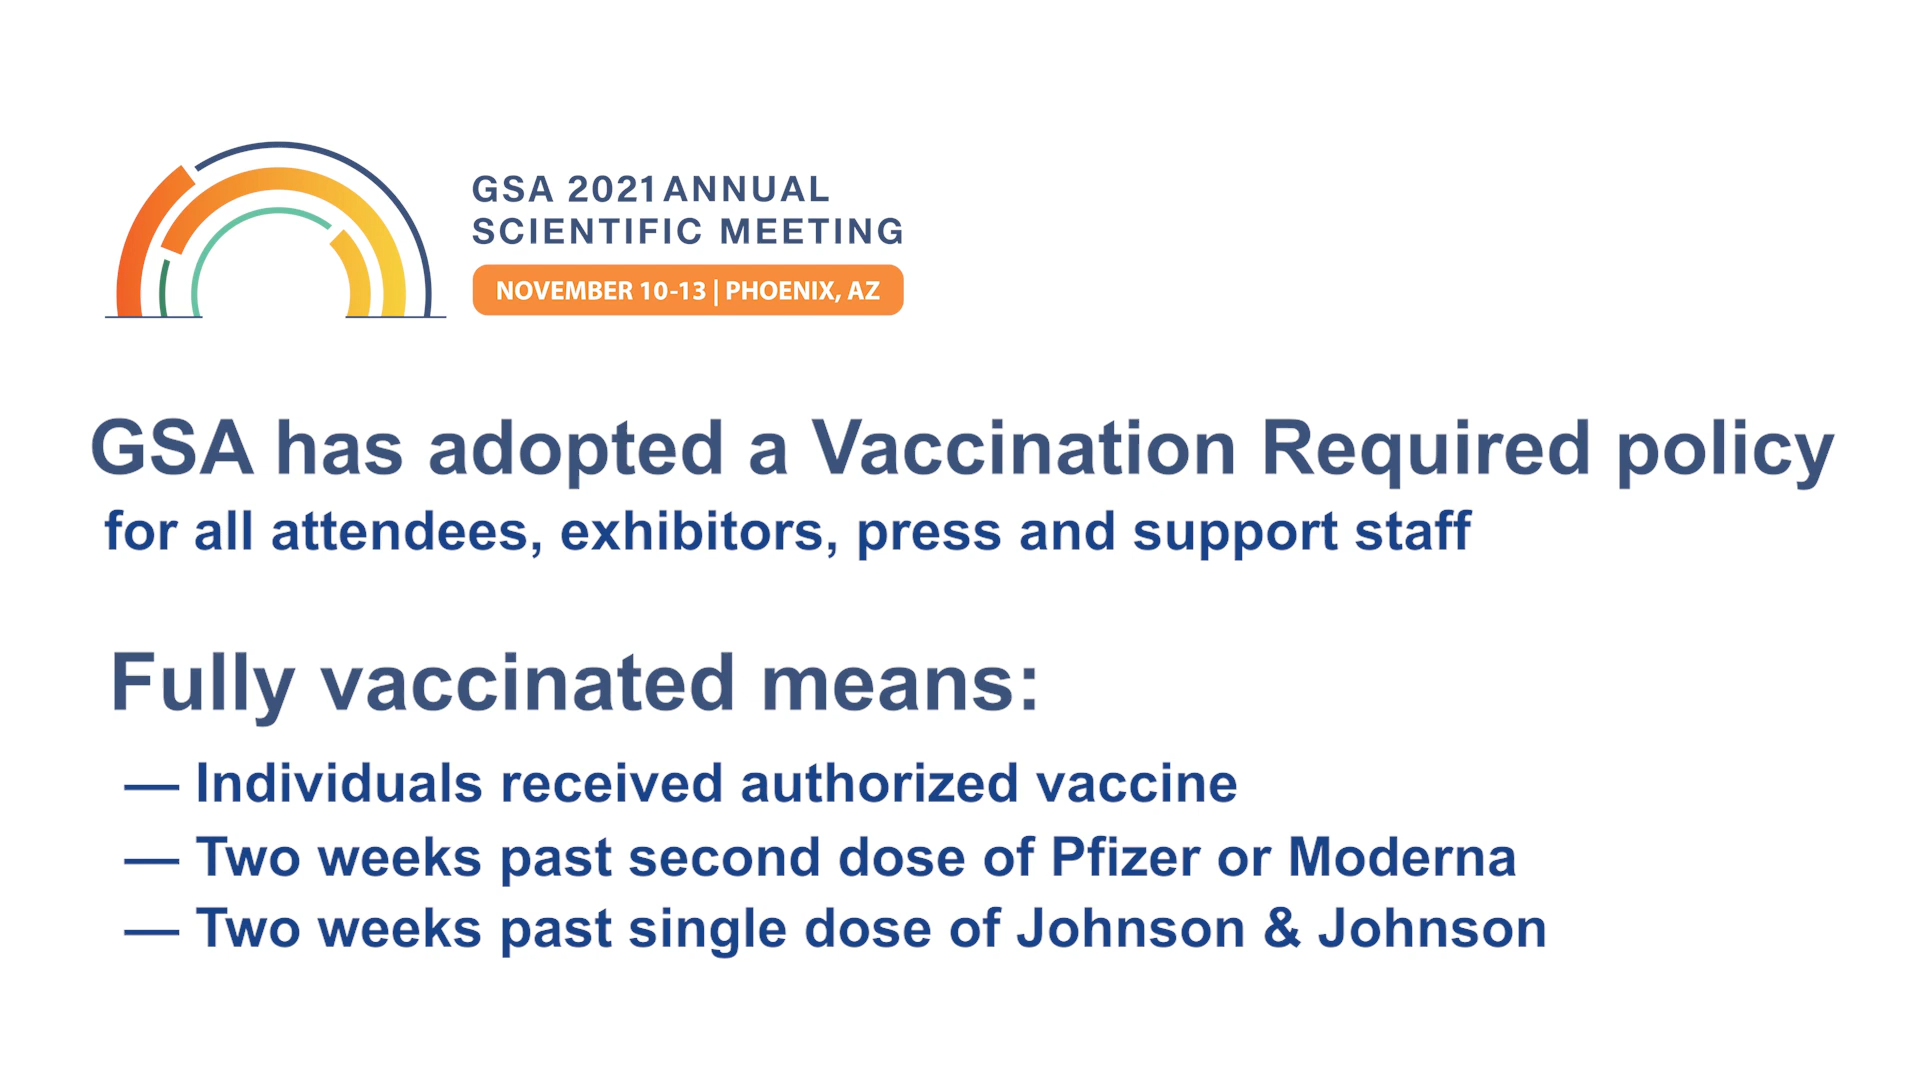 GSA 2021 ANNUAL
SCIENTIFIC MEETING
NOVEMBER 10-13 | PHOENIX, AZ
GSA has adopted a Vaccination Required policy
for all attendees, exhibitors, press and support staff
Fully vaccinated means:
— Individuals received authorized vaccine
— Two weeks past second dose of Pfizer or Moderna
— Two weeks past single dose of Johnson & Johnson